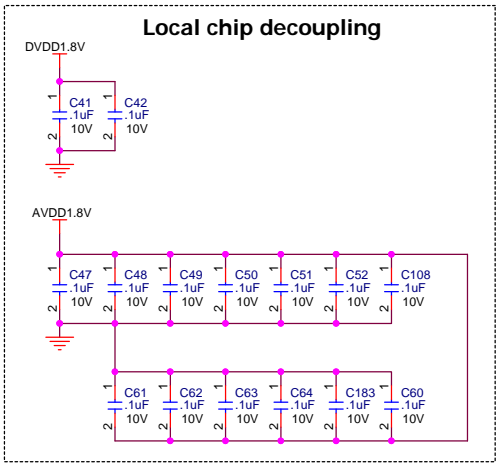 Local chip decoupling
DVDD1.8V
1 C41 1 C42
.1uF .1uF
2 10V 2 10V
AVDD1.8V
1 C47 1 C48 1 C49 1 C50 1 C51 1 C52 1 C108
.1uF .1uF .1uF .1uF .1uF .1uF .1uF
2 10V 2 10V 2 10V 2 10V 2 10V 2 10V 2 10V
1 C61 1 C62 1 C63 1 C64 1 C183 1 C60
.1uF .1uF .1uF .1uF .1uF .1uF
2 10V 2 10V 2 10V 2 10V 2 10V 2 10V